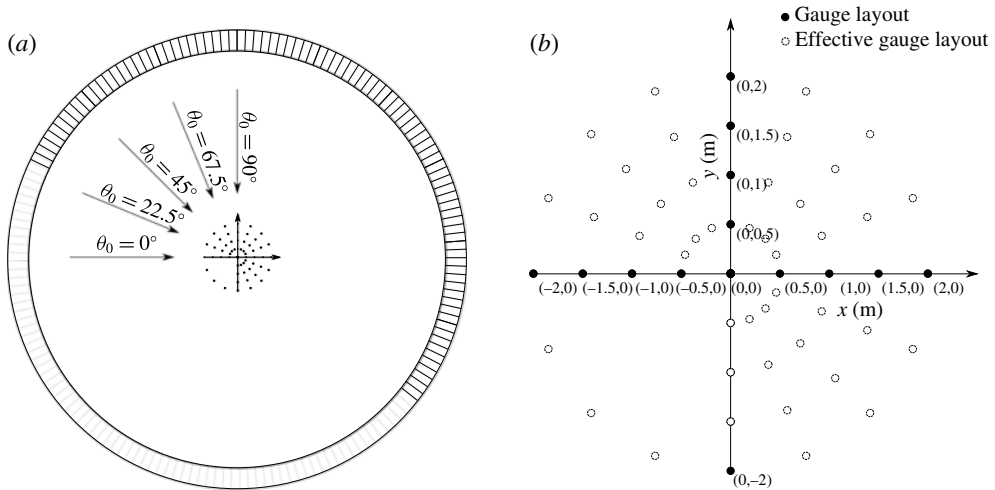 (a)
θ₀ = 0°
θ₀ = 22.5°
θ₀ = 45°
θ₀ = 67.5°
θ₀ = 90°
(b)
Gauge layout
Effective gauge layout
(0,2)
(0,1.5)
y (m)
(0,1)
(0,0.5)
(–2,0) (–1.5,0) (–1,0) (–0.5,0) (0,0) (0.5,0) (1,0) (1.5,0) (2,0)
x (m)
(0,–2)